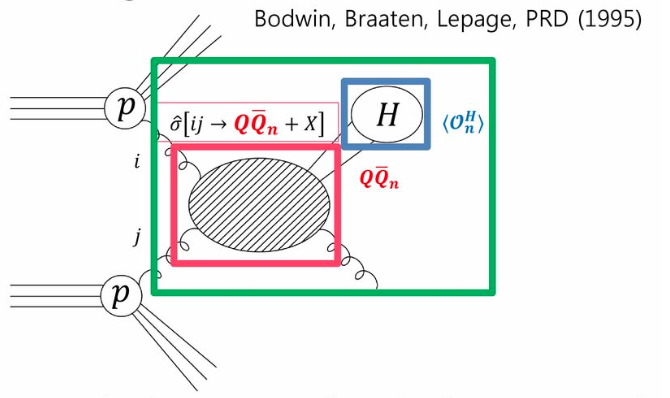 Bodwin, Braaten, Lepage, PRD (1995)
p
σ̂[ij → QQ̄ₙ + X]
H
⟨𝒪ₙᴴ⟩
i
QQ̄ₙ
j
p